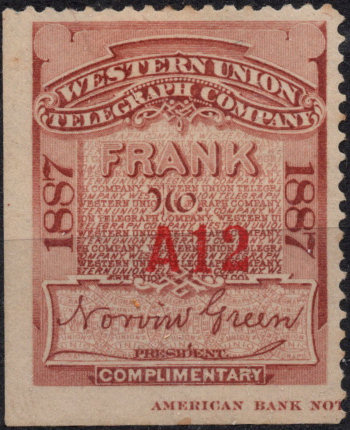 WESTERN UNION
TELEGRAPH COMPANY
FRANK
No.
1887
1887
A12
Norvin Green
PRESIDENT.
COMPLIMENTARY
AMERICAN BANK NOT